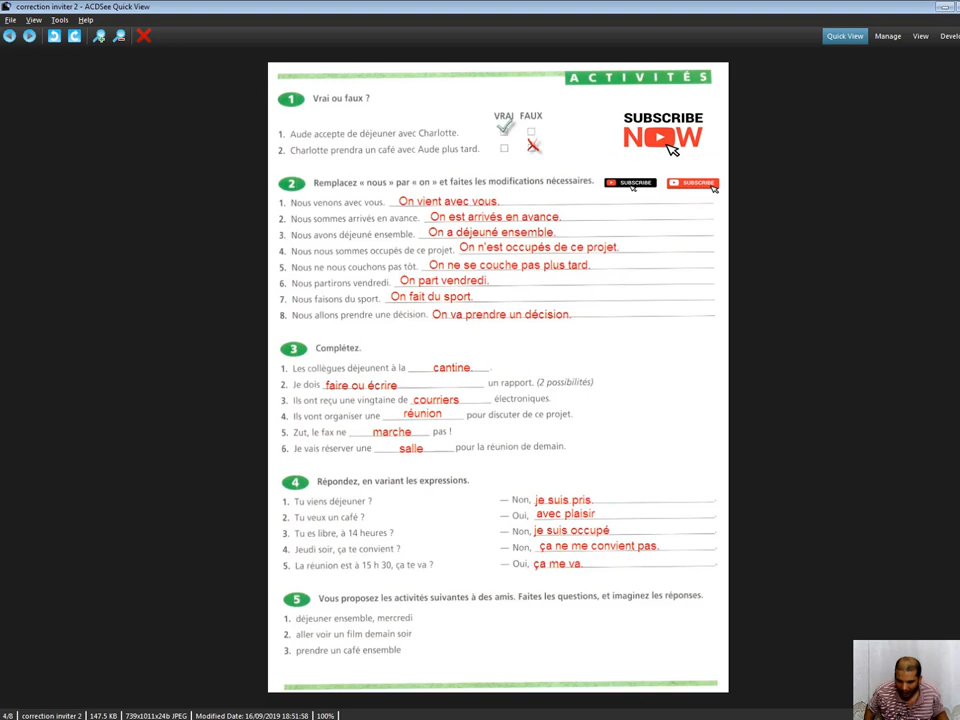 correction inviter 2 - ACDSee Quick View
File View Tools Help
Quick View Manage View Devel
ACTIVITÉS
1 Vrai ou faux ?
VRAI FAUX
1. Aude accepte de déjeuner avec Charlotte.
2. Charlotte prendra un café avec Aude plus tard.
SUBSCRIBE
NOW
2 Remplacez « nous » par « on » et faites les modifications nécessaires.
SUBSCRIBE SUBSCRIBE
1. Nous venons avec vous. On vient avec vous.
2. Nous sommes arrivés en avance. On est arrivés en avance.
3. Nous avons déjeuné ensemble. On a déjeuné ensemble.
4. Nous nous sommes occupés de ce projet. On n'est occupés de ce projet.
5. Nous ne nous couchons pas tôt. On ne se couche pas plus tard.
6. Nous partirons vendredi. On part vendredi.
7. Nous faisons du sport. On fait du sport.
8. Nous allons prendre une décision. On va prendre un décision.
3 Complétez.
1. Les collègues déjeunent à la cantine. .
2. Je dois faire ou écrire un rapport. (2 possibilités)
3. Ils ont reçu une vingtaine de courriers électroniques.
4. Ils vont organiser une réunion pour discuter de ce projet.
5. Zut, le fax ne marche pas !
6. Je vais réserver une salle pour la réunion de demain.
4 Répondez, en variant les expressions.
1. Tu viens déjeuner ? — Non, je suis pris. .
2. Tu veux un café ? — Oui, avec plaisir .
3. Tu es libre, à 14 heures ? — Non, je suis occupé .
4. Jeudi soir, ça te convient ? — Non, ça ne me convient pas. .
5. La réunion est à 15 h 30, ça te va ? — Oui, ça me va. .
5 Vous proposez les activités suivantes à des amis. Faites les questions, et imaginez les réponses.
1. déjeuner ensemble, mercredi
2. aller voir un film demain soir
3. prendre un café ensemble
4/8 correction inviter 2 147.5 KB 739x1011x24b JPEG Modified Date: 16/09/2019 18:51:58 100%